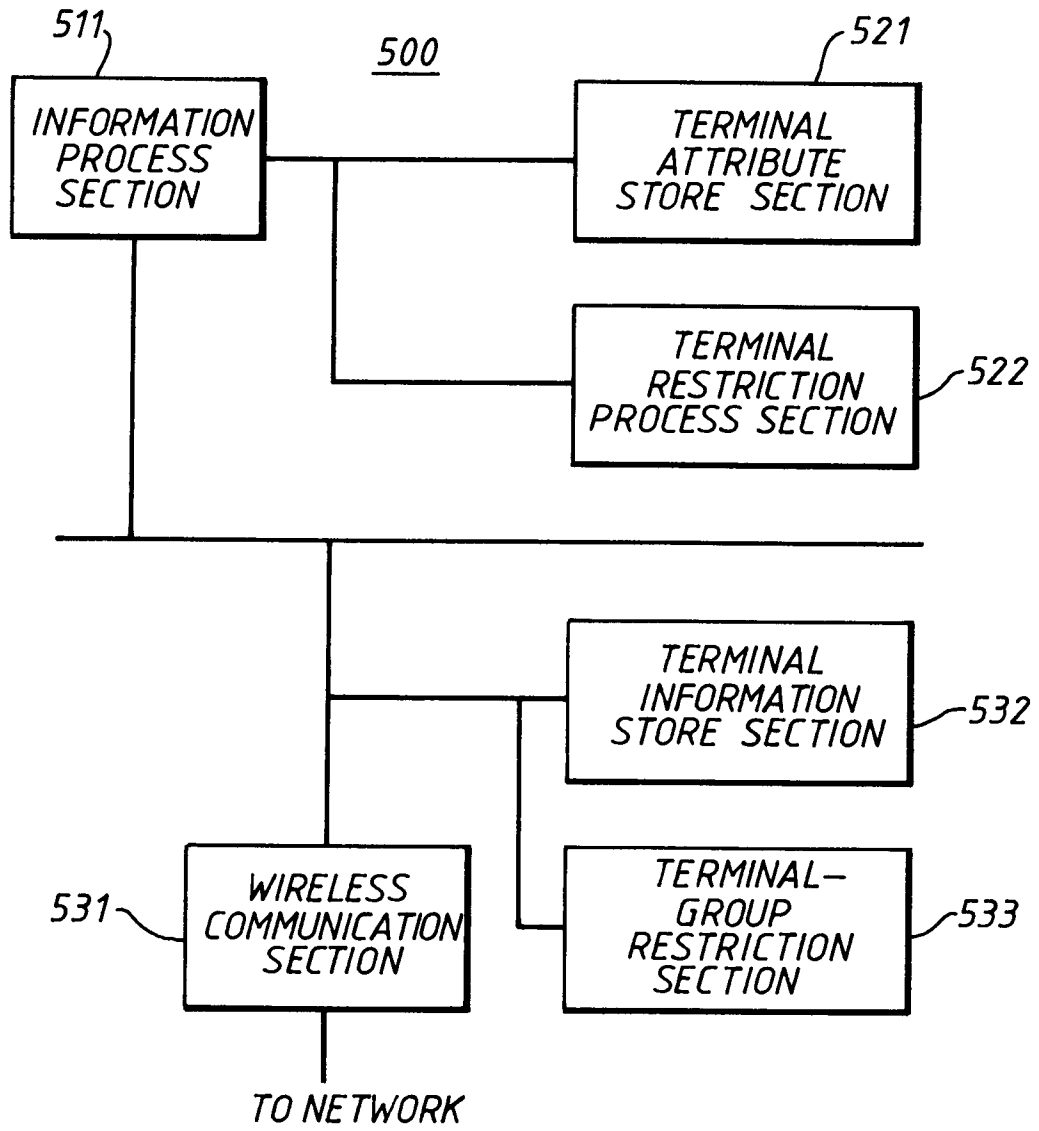 511
500
521
INFORMATION
PROCESS
SECTION
TERMINAL
ATTRIBUTE
STORE SECTION
TERMINAL
RESTRICTION
PROCESS SECTION
522
TERMINAL
INFORMATION
STORE SECTION
532
531
WIRELESS
COMMUNICATION
SECTION
TERMINAL–
GROUP
RESTRICTION
SECTION
533
TO NETWORK